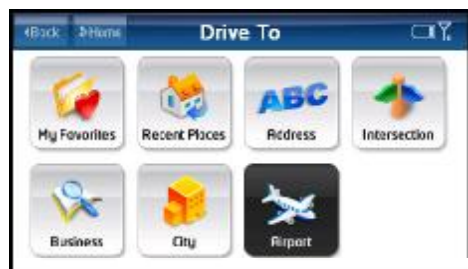 Back Home Drive To
My Favorites Recent Places ABC Address Intersection
Business City Airport